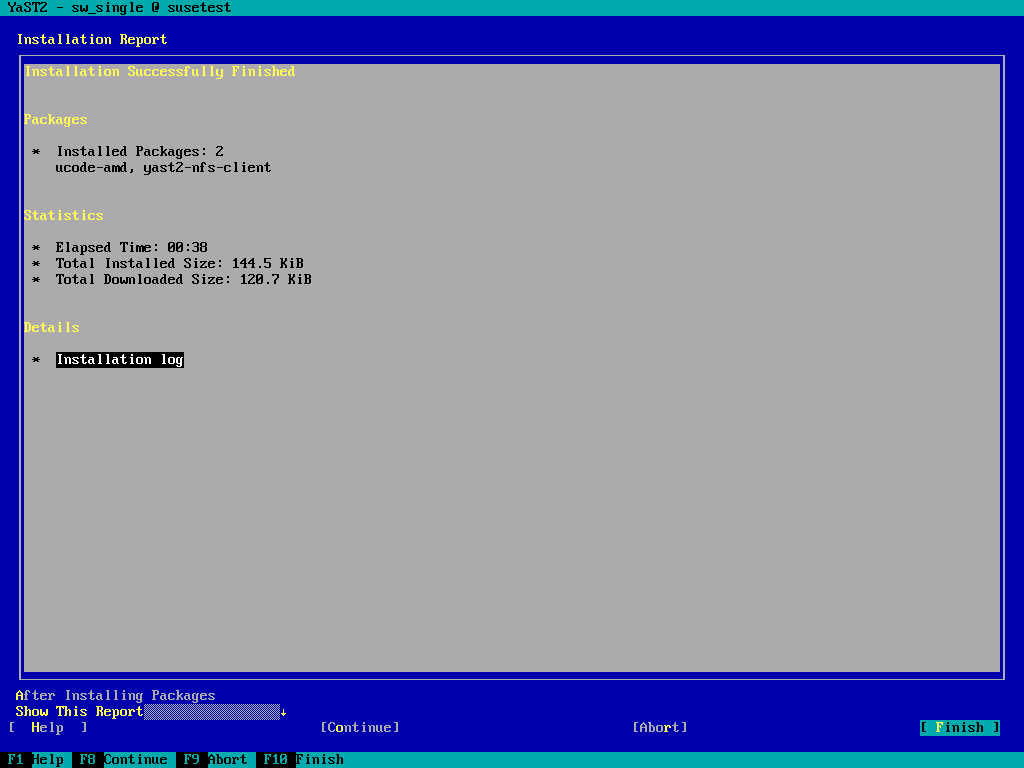 YaST2 - sw_single @ susetest
Installation Report
Installation Successfully Finished
Packages
* Installed Packages: 2
ucode-amd, yast2-nfs-client
Statistics
* Elapsed Time: 00:38
* Total Installed Size: 144.5 KiB
* Total Downloaded Size: 120.7 KiB
Details
* Installation log
After Installing Packages
Show This Report↓
[ Help ] [Continue] [Abort] [ Finish ]
F1 Help F8 Continue F9 Abort F10 Finish